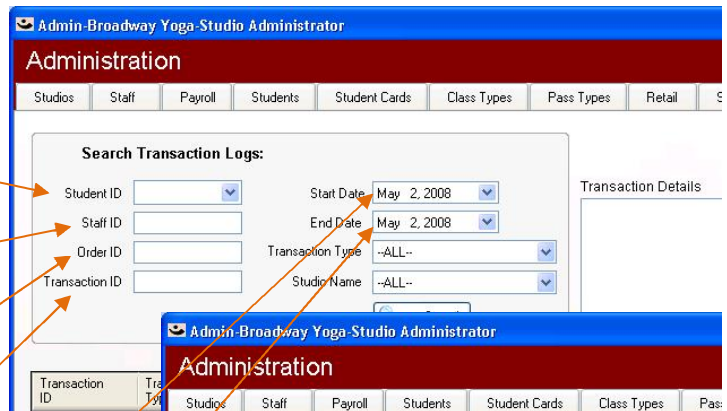 Admin-Broadway Yoga-Studio Administrator
Administration
Studios Staff Payroll Students Student Cards Class Types Pass Types Retail S
Search Transaction Logs:
Student ID Start Date May 2, 2008 Transaction Details
Staff ID End Date May 2, 2008
Order ID Transaction Type --ALL--
Transaction ID Studio Name --ALL--
Admin-Broadway Yoga-Studio Administrator
Administration
Transaction
ID
Studios Staff Payroll Students Student Cards Class Types Pas